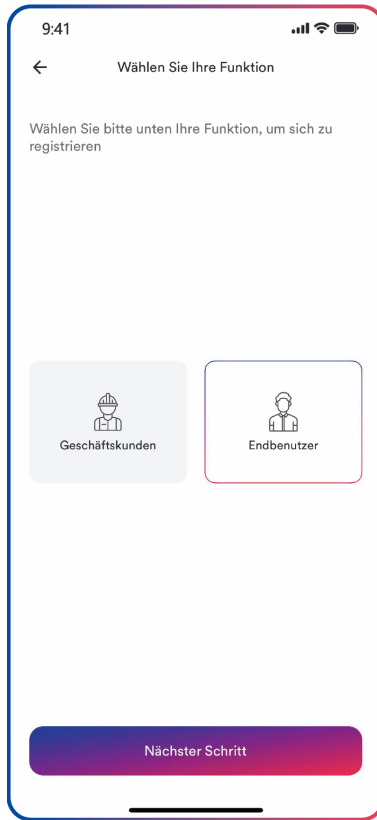 9:41
Wählen Sie Ihre Funktion
Wählen Sie bitte unten Ihre Funktion, um sich zu
registrieren
Geschäftskunden
Endbenutzer
Nächster Schritt